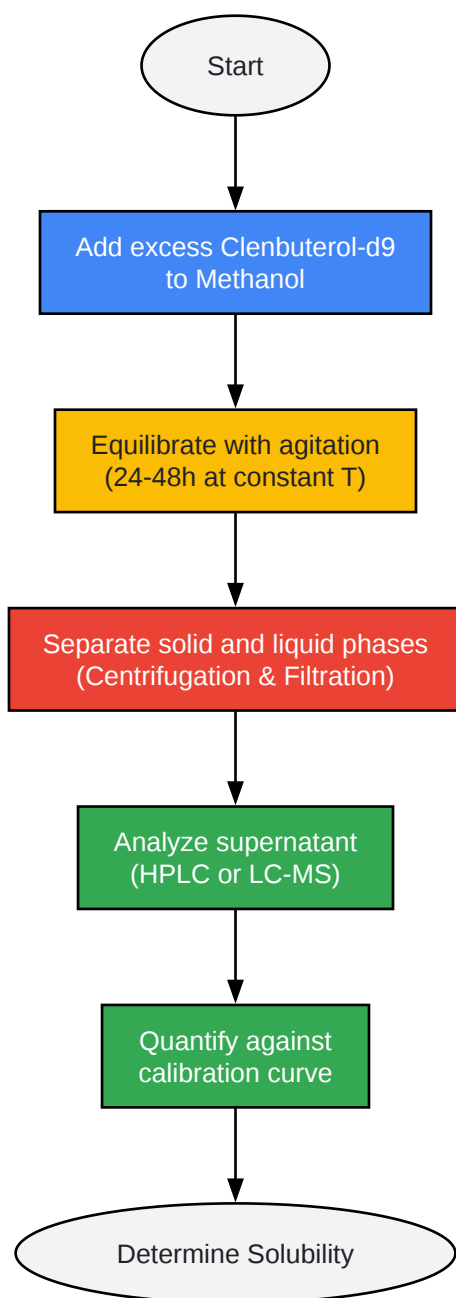 Start
Add excess Clenbuterol-d9
to Methanol
Equilibrate with agitation
(24-48h at constant T)
Separate solid and liquid phases
(Centrifugation & Filtration)
Analyze supernatant
(HPLC or LC-MS)
Quantify against
calibration curve
Determine Solubility